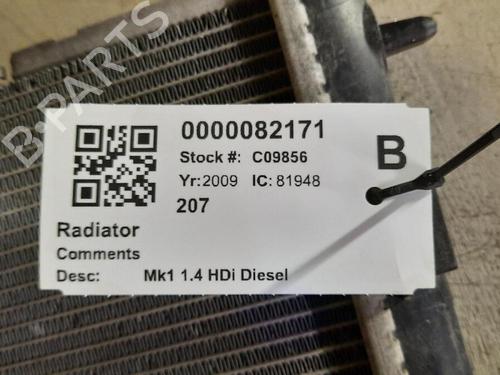 0000082171
Stock #: C09856
B
Yr: 2009 IC: 81948
207
Radiator
Comments
Desc: Mk1 1.4 HDi Diesel
B-PARTS